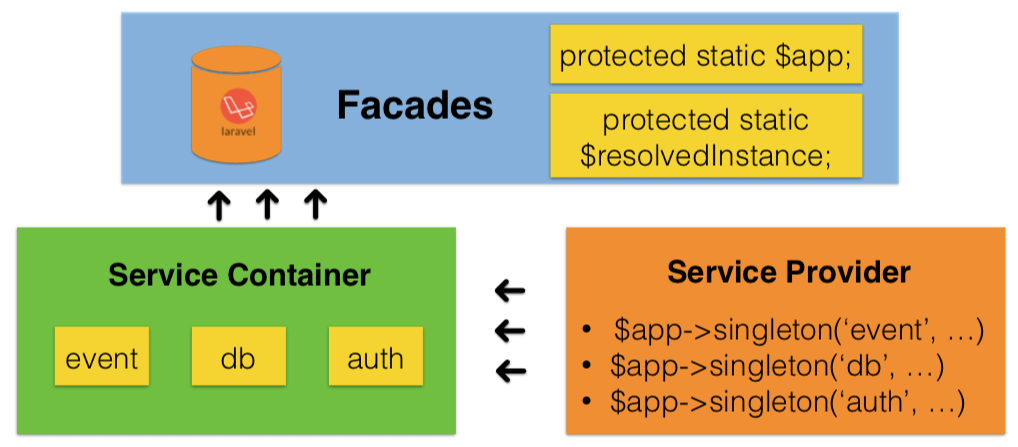 protected static $app;
Facades
protected static
$resolvedInstance;
laravel
Service Container
event
db
auth
Service Provider
• $app->singleton(‘event’, …)
• $app->singleton(‘db’, …)
• $app->singleton(‘auth’, …)